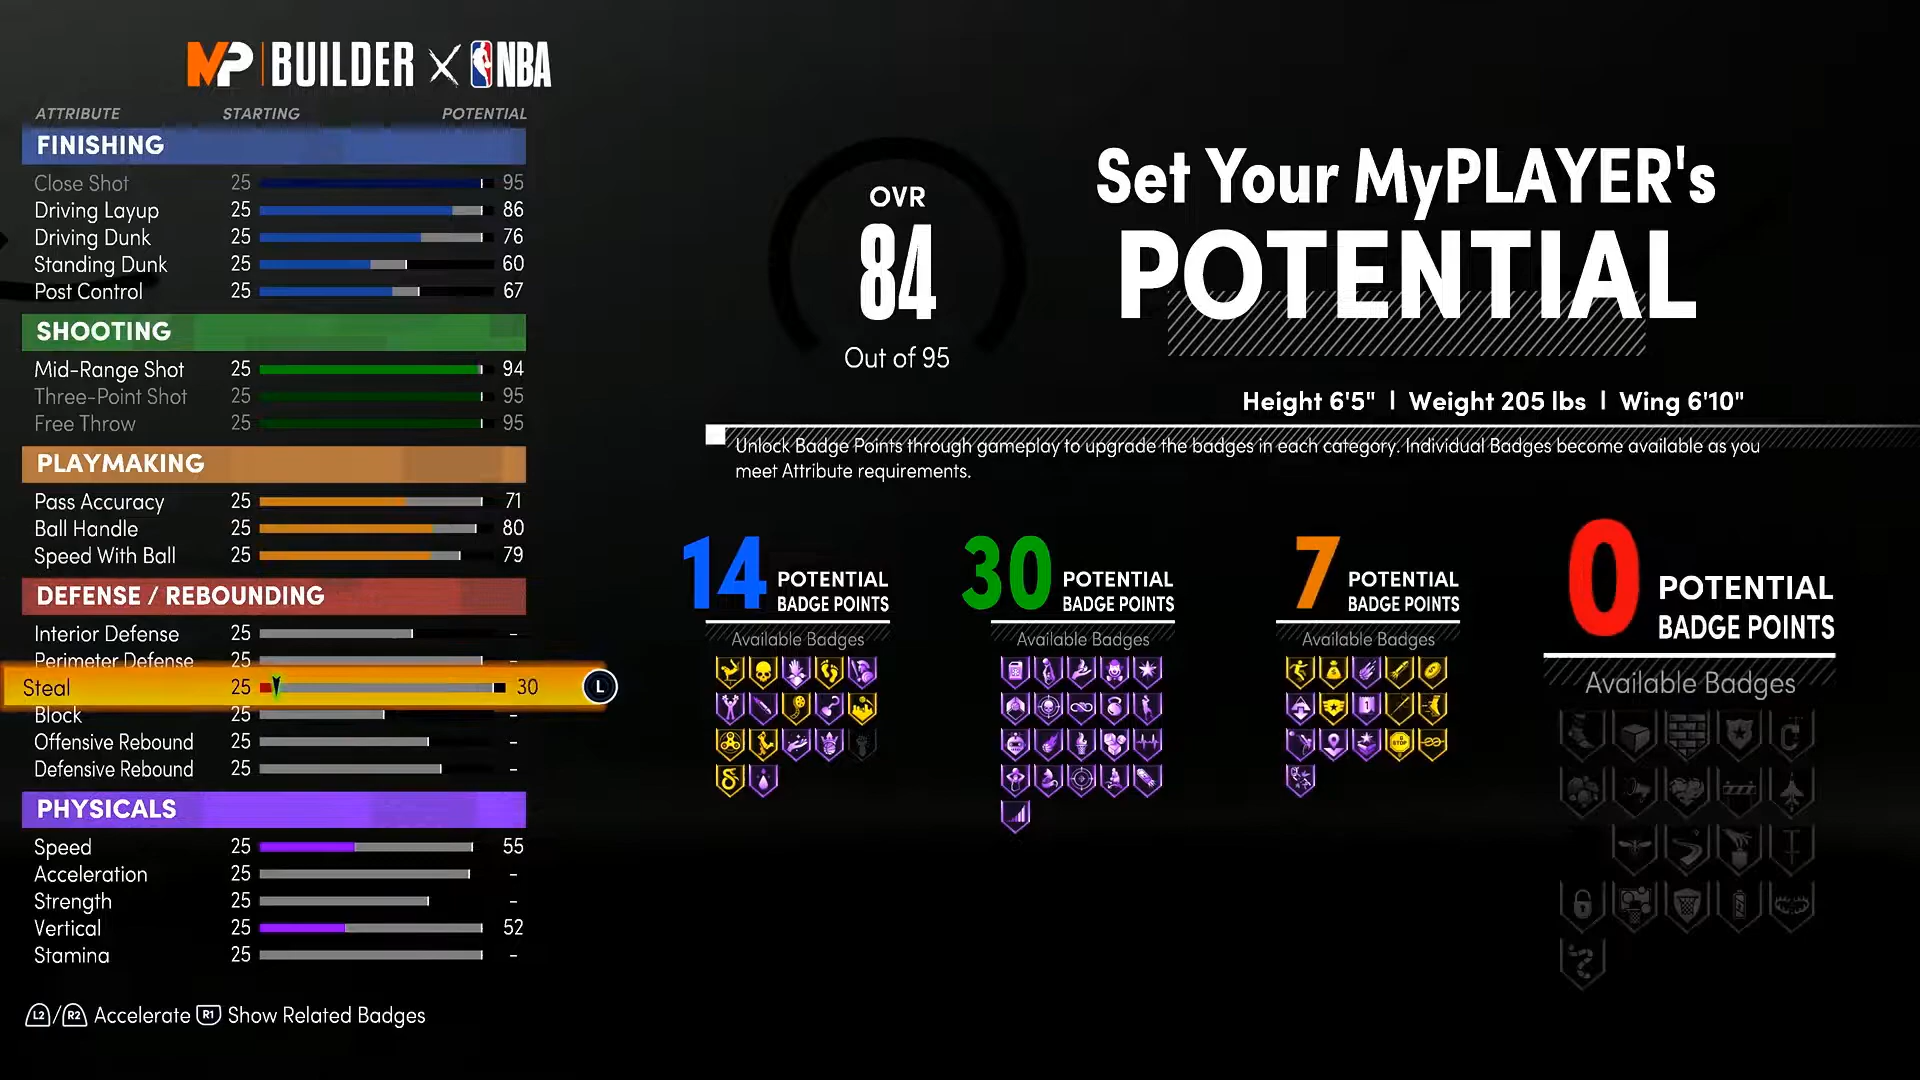 MP | BUILDER X NBA
ATTRIBUTE STARTING POTENTIAL
FINISHING
Close Shot 25 95
Driving Layup 25 86
Driving Dunk 25 76
Standing Dunk 25 60
Post Control 25 67
SHOOTING
Mid-Range Shot 25 94
Three-Point Shot 25 95
Free Throw 25 95
PLAYMAKING
Pass Accuracy 25 71
Ball Handle 25 80
Speed With Ball 25 79
DEFENSE / REBOUNDING
Interior Defense 25 -
Perimeter Defense 25 -
Steal 25 30 L
Block 25 -
Offensive Rebound 25 -
Defensive Rebound 25 -
PHYSICALS
Speed 25 55
Acceleration 25 -
Strength 25 -
Vertical 25 52
Stamina 25 -
L2/R2 Accelerate R1 Show Related Badges
OVR
84
Out of 95
Set Your MyPLAYER's
POTENTIAL
Height 6'5" | Weight 205 lbs | Wing 6'10"
Unlock Badge Points through gameplay to upgrade the badges in each category. Individual Badges become available as you
meet Attribute requirements.
14 POTENTIAL
BADGE POINTS
Available Badges
30 POTENTIAL
BADGE POINTS
Available Badges
7 POTENTIAL
BADGE POINTS
Available Badges
STOP
0 POTENTIAL
BADGE POINTS
Available Badges